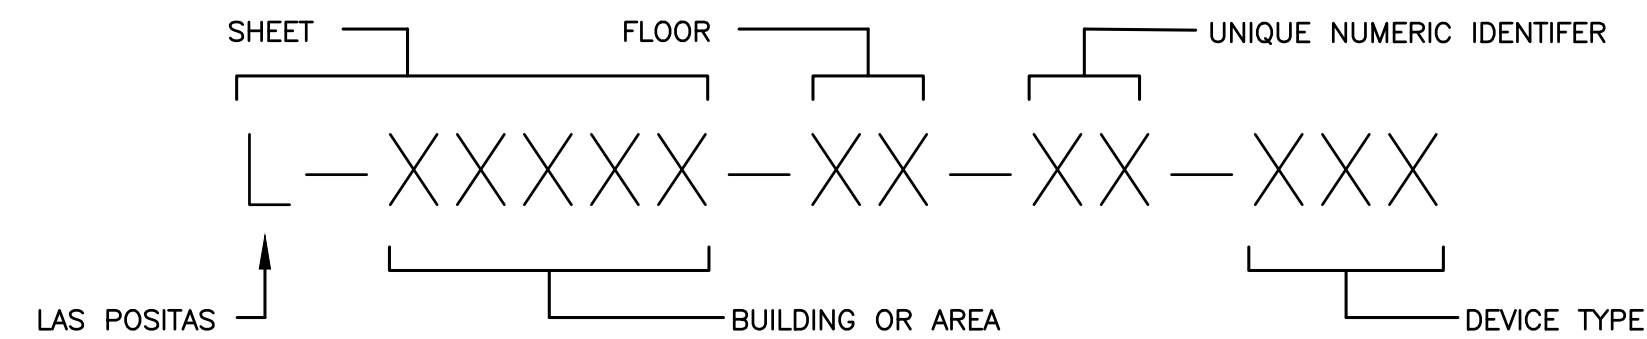 SHEET FLOOR UNIQUE NUMERIC IDENTIFER
L — XXXXX — XX — XX — XXX
LAS POSITAS BUILDING OR AREA DEVICE TYPE